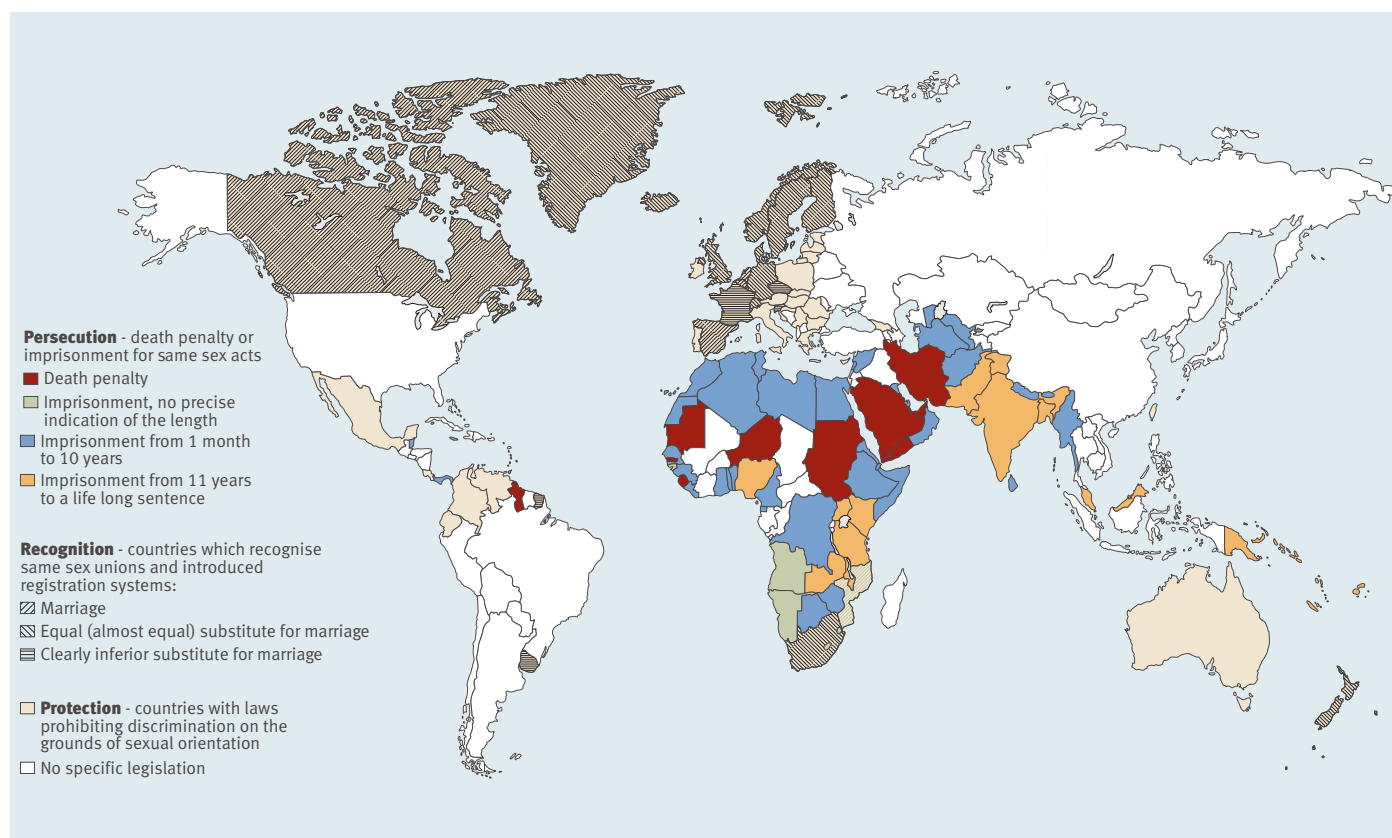 Persecution - death penalty or
imprisonment for same sex acts
Death penalty
Imprisonment, no precise
indication of the length
Imprisonment from 1 month
to 10 years
Imprisonment from 11 years
to a life long sentence
Recognition - countries which recognise
same sex unions and introduced
registration systems:
Marriage
Equal (almost equal) substitute for marriage
Clearly inferior substitute for marriage
Protection - countries with laws
prohibiting discrimination on the
grounds of sexual orientation
No specific legislation